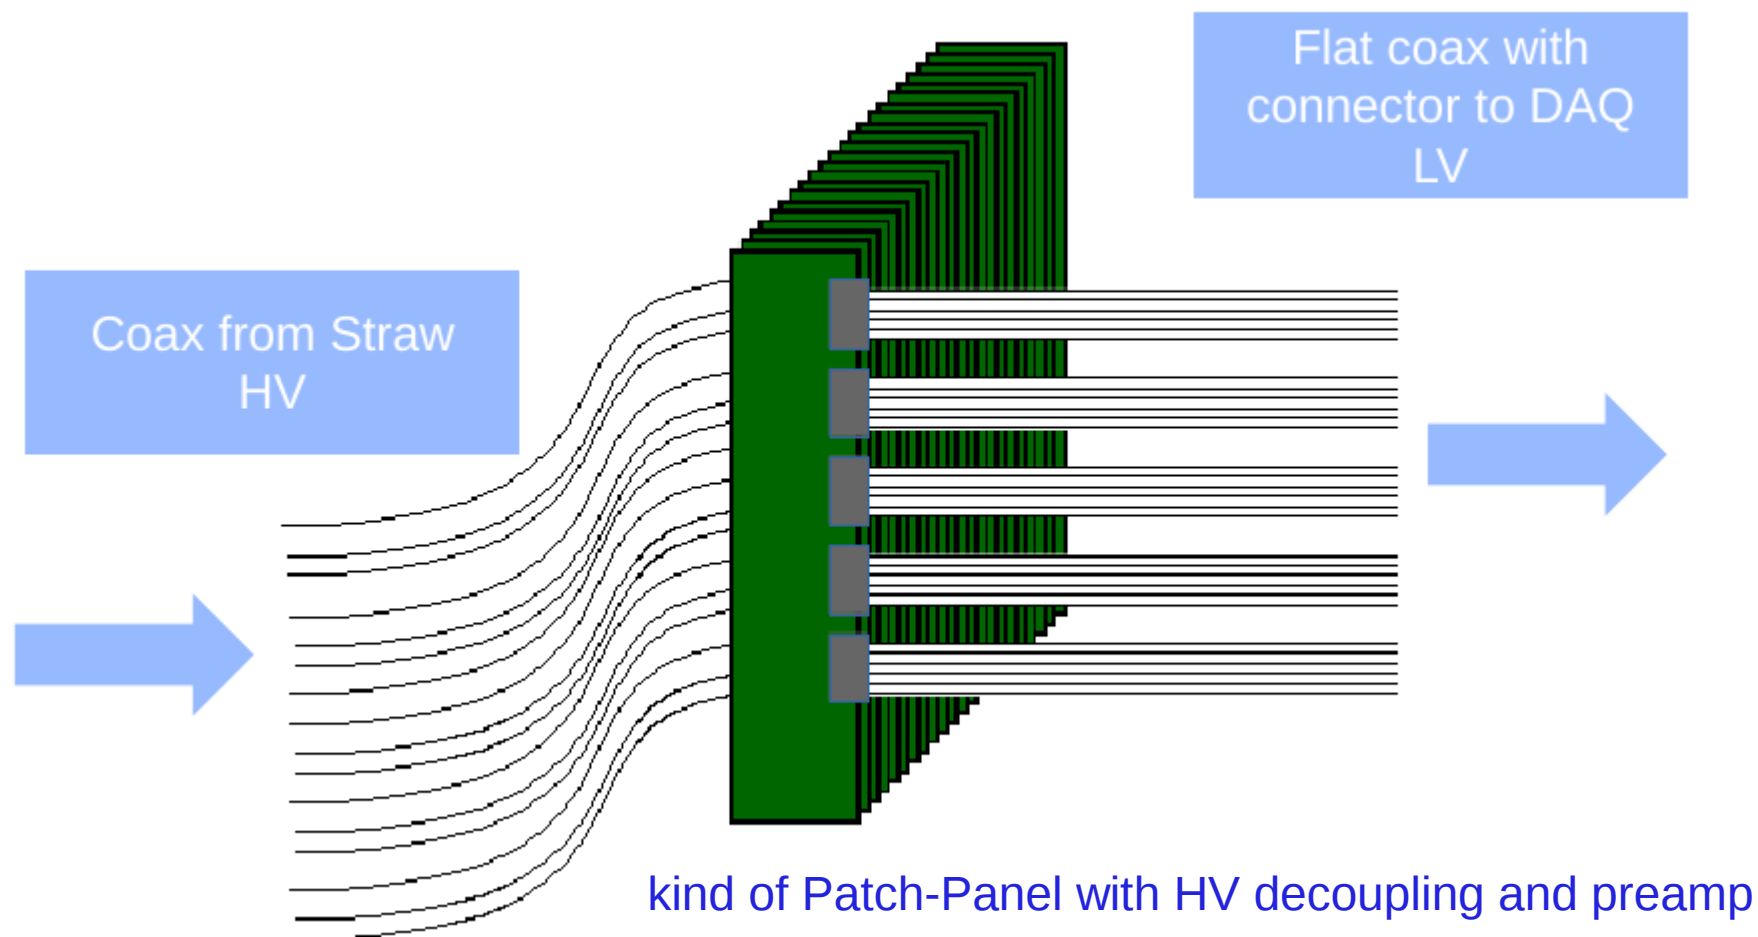 Flat coax with
connector to DAQ
LV
Coax from Straw
HV
kind of Patch-Panel with HV decoupling and preamp